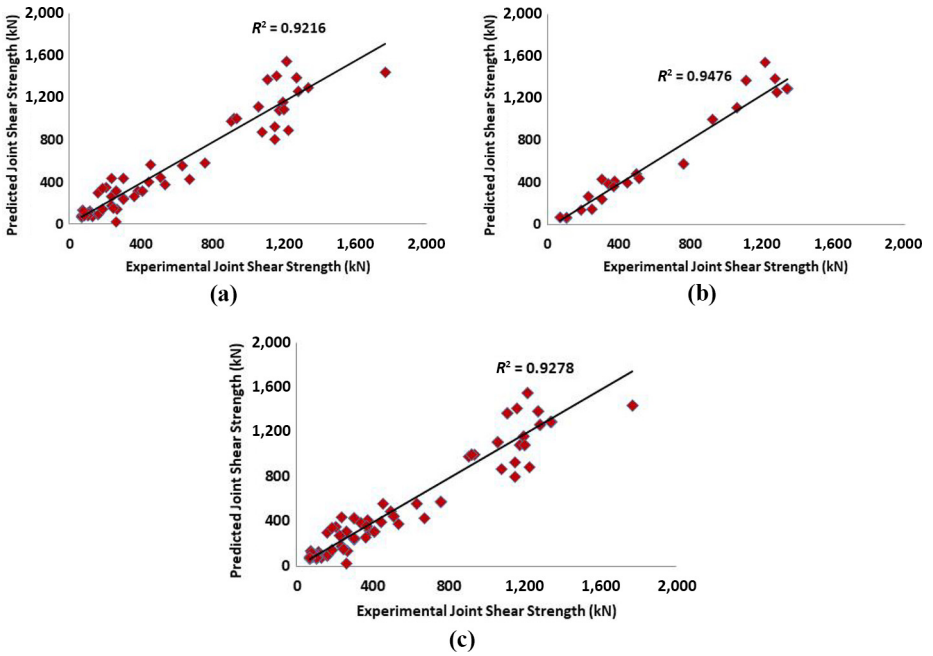 2,000
1,600
1,200
800
400
0
Predicted Joint Shear Strength (kN)
R² = 0.9216
0 400 800 1,200 1,600 2,000
Experimental Joint Shear Strength (kN)
(a)
2,000
1,600
1,200
800
400
0
Predicted Joint Shear Strength (kN)
R² = 0.9476
0 400 800 1,200 1,600 2,000
Experimental Joint Shear Strength (kN)
(b)
2,000
1,600
1,200
800
400
0
Predicted Joint Shear Strength (kN)
R² = 0.9278
0 400 800 1,200 1,600 2,000
Experimental Joint Shear Strength (kN)
(c)